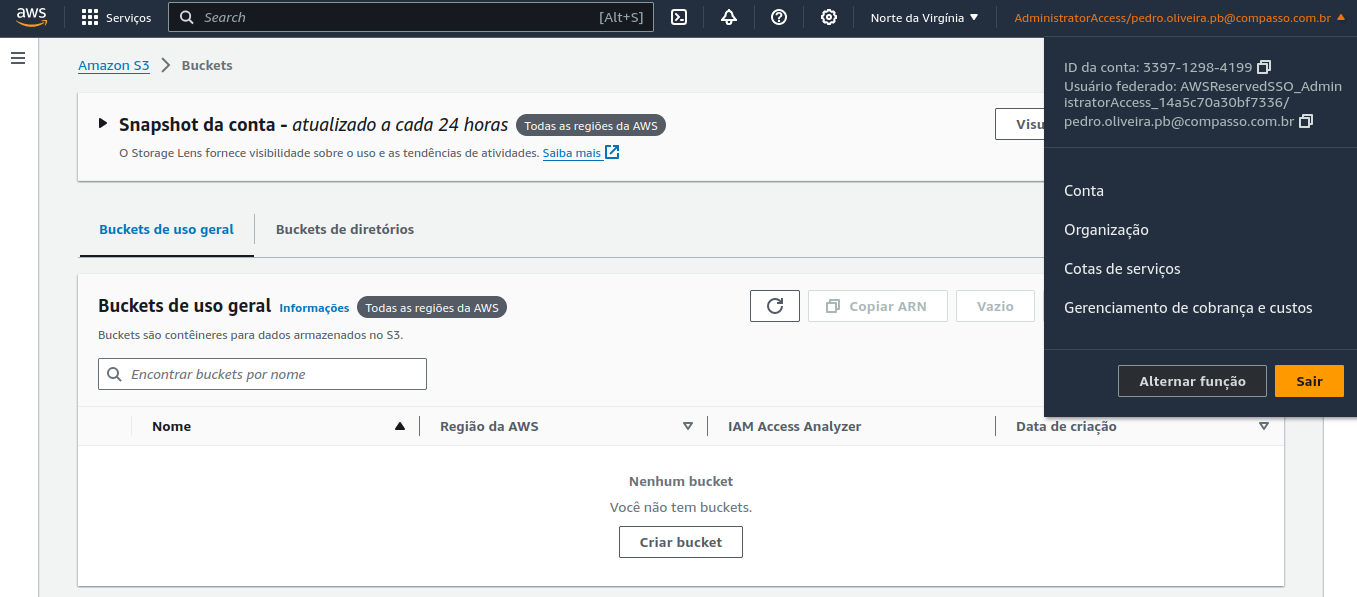 aws
Serviços
Search
[Alt+S]
Norte da Virgínia
AdministratorAccess/pedro.oliveira.pb@compasso.com.br
Amazon S3
Buckets
Snapshot da conta - atualizado a cada 24 horas
Todas as regiões da AWS
O Storage Lens fornece visibilidade sobre o uso e as tendências de atividades. Saiba mais
Visu
ID da conta: 3397-1298-4199
Usuário federado: AWSReservedSSO_Admin
istratorAccess_14a5c70a30bf7336/
pedro.oliveira.pb@compasso.com.br
Conta
Organização
Cotas de serviços
Gerenciamento de cobrança e custos
Alternar função
Sair
Buckets de uso geral
Buckets de diretórios
Buckets de uso geral
Informações
Todas as regiões da AWS
Copiar ARN
Vazio
Buckets são contêineres para dados armazenados no S3.
Encontrar buckets por nome
Nome
Região da AWS
IAM Access Analyzer
Data de criação
Nenhum bucket
Você não tem buckets.
Criar bucket